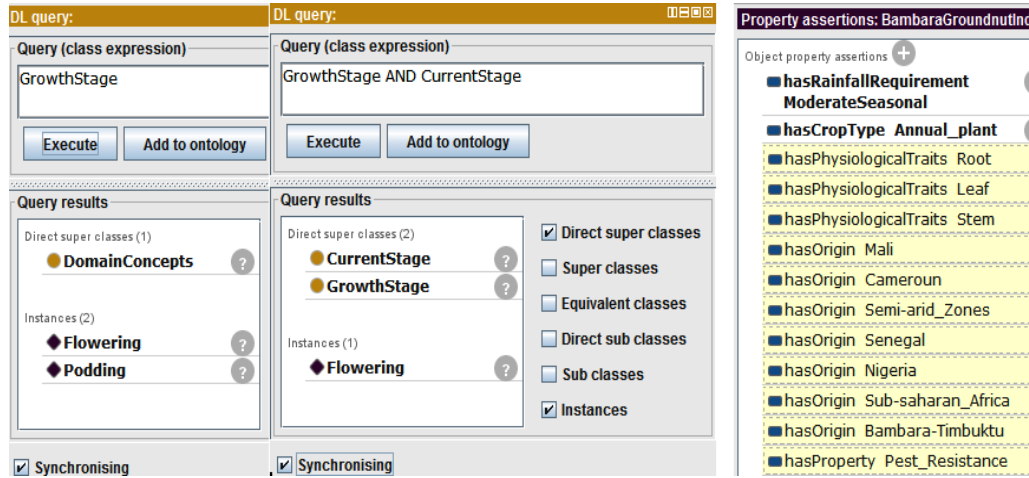 DL query:
Query (class expression)
GrowthStage
Execute
Add to ontology
Query results
Direct super classes (1)
DomainConcepts
?
Instances (2)
Flowering
?
Podding
?
Synchronising
DL query:
Query (class expression)
GrowthStage AND CurrentStage
Execute
Add to ontology
Query results
Direct super classes (2)
CurrentStage
?
GrowthStage
?
Instances (1)
Flowering
?
Direct super classes
Super classes
Equivalent classes
Direct sub classes
Sub classes
Instances
Synchronising
Property assertions: BambaraGroundnutInd
Object property assertions
hasRainfallRequirement
ModerateSeasonal
hasCropType Annual_plant
hasPhysiologicalTraits Root
hasPhysiologicalTraits Leaf
hasPhysiologicalTraits Stem
hasOrigin Mali
hasOrigin Cameroun
hasOrigin Semi-arid_Zones
hasOrigin Senegal
hasOrigin Nigeria
hasOrigin Sub-saharan_Africa
hasOrigin Bambara-Timbuktu
hasProperty Pest_Resistance